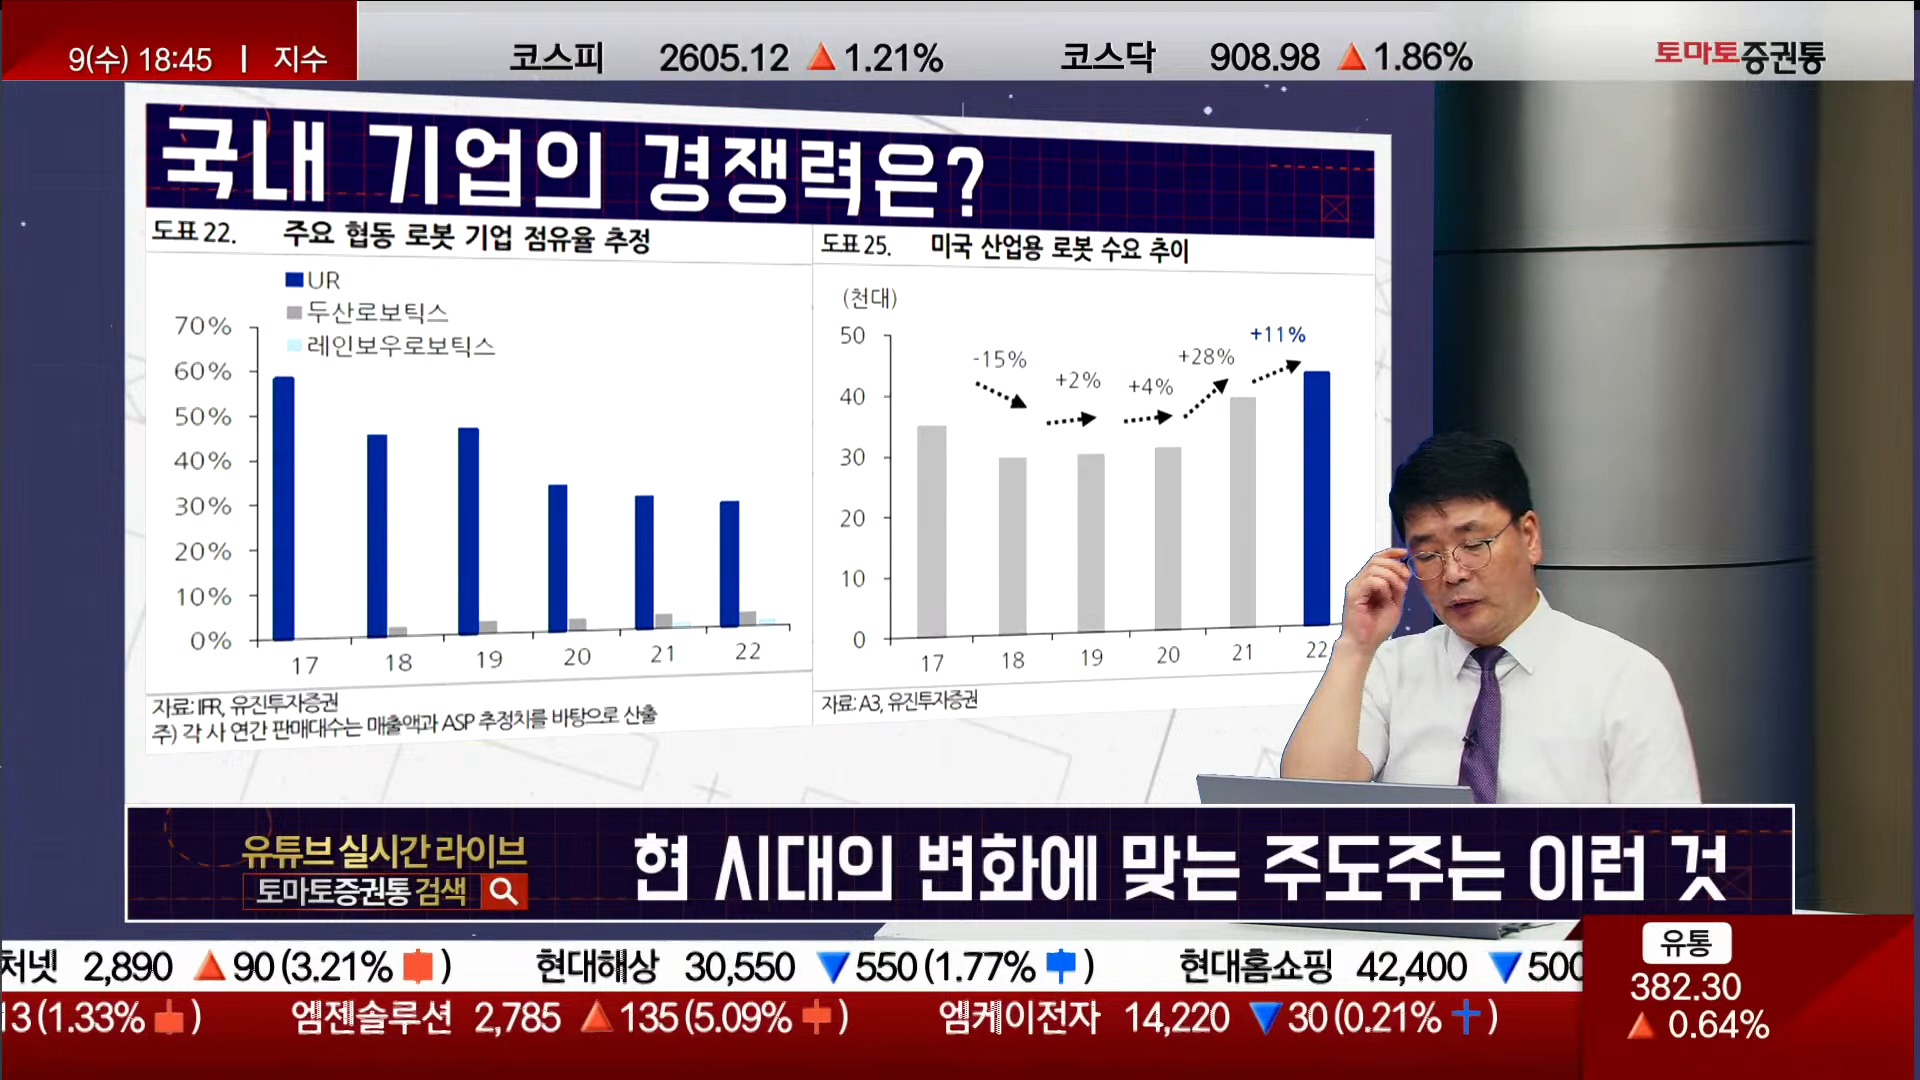 9(수) 18:45 | 지수
코스피 2605.12 ▲1.21%
코스닥 908.98 ▲1.86%
토마토증권통
국내 기업의 경쟁력은?
도표 22. 주요 협동 로봇 기업 점유율 추정
UR
두산로보틱스
레인보우로보틱스
70%
60%
50%
40%
30%
20%
10%
0%
17 18 19 20 21 22
자료: IFR, 유진투자증권
주) 각 사 연간 판매대수는 매출액과 ASP 추정치를 바탕으로 산출
도표 25. 미국 산업용 로봇 수요 추이
(천대)
50
40
30
20
10
0
-15% +2% +4% +28% +11%
17 18 19 20 21 22
자료: A3, 유진투자증권
유튜브 실시간 라이브
토마토증권통 검색
현 시대의 변화에 맞는 주도주는 이런 것
처넷 2,890 ▲90(3.21%) 현대해상 30,550 ▼550(1.77%) 현대홈쇼핑 42,400 ▼500
13(1.33%) 엠젠솔루션 2,785 ▲135(5.09%) 엠케이전자 14,220 ▼30(0.21%)
유통
382.30
▲ 0.64%